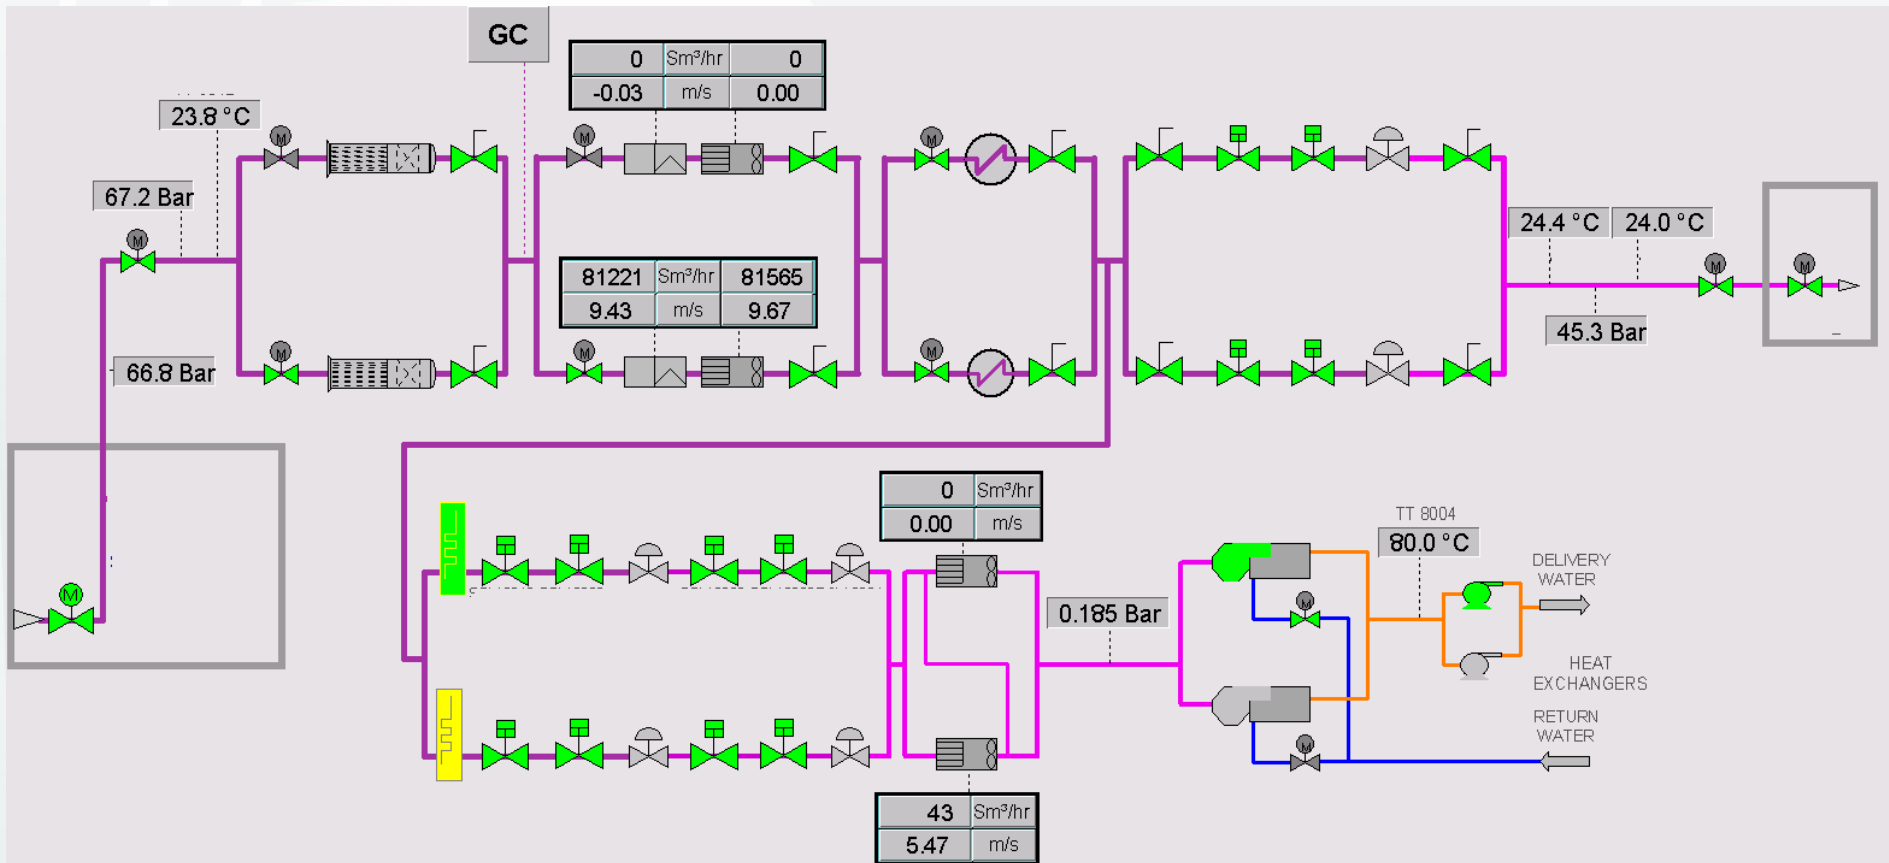 GC
0 Sm³/hr 0
-0.03 m/s 0.00
23.8 °C
67.2 Bar
M
M
M
M
24.4 °C 24.0 °C
81221 Sm³/hr 81565
9.43 m/s 9.67
M
M
45.3 Bar
66.8 Bar
M
M
M
0 Sm³/hr
0.00 m/s
TT 8004
80.0 °C
DELIVERY
WATER
M
M
0.185 Bar
HEAT
EXCHANGERS
RETURN
WATER
M
43 Sm³/hr
5.47 m/s